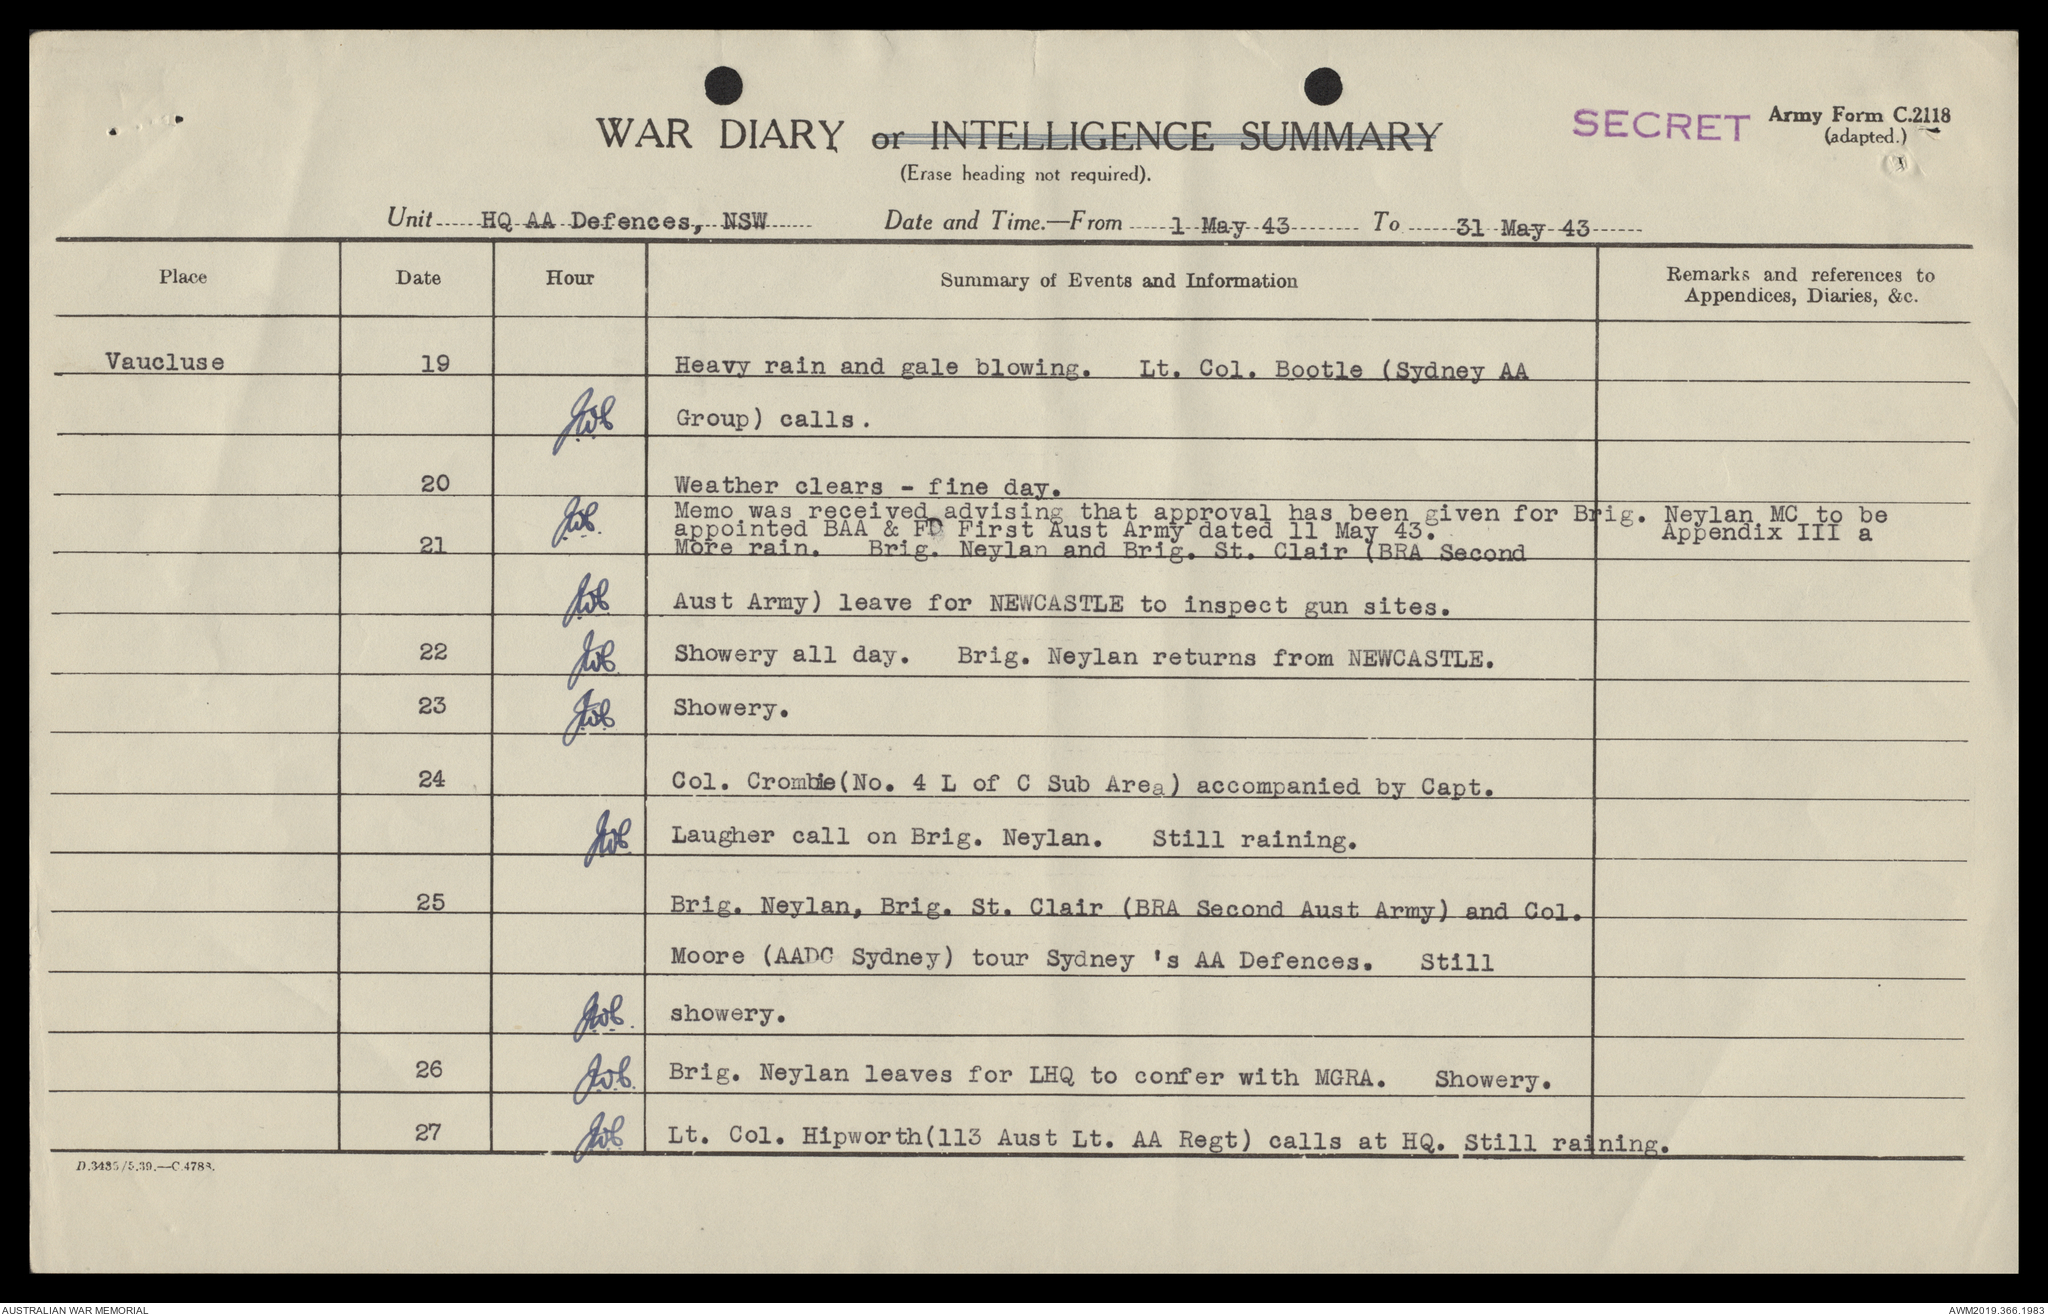 SECRET
Army Form C.2118
(adapted.)
WAR DIARY or INTELLIGENCE SUMMARY
(Erase heading not required).
Unit HQ AA Defences, NSW Date and Time.—From 1 May 43 To 31 May 43
Place Date Hour Summary of Events and Information Remarks and references to
Appendices, Diaries, &c.
Vaucluse 19 Heavy rain and gale blowing. Lt. Col. Bootle (Sydney AA
Group) calls.
20 Weather clears - fine day.
Memo was received advising that approval has been given for Brig. Neylan MC to be
appointed BAA & FD First Aust Army dated 11 May 43. Appendix III a
21 More rain. Brig. Neylan and Brig. St. Clair (BRA Second
Aust Army) leave for NEWCASTLE to inspect gun sites.
22 Showery all day. Brig. Neylan returns from NEWCASTLE.
23 Showery.
24 Col. Crombie(No. 4 L of C Sub Area) accompanied by Capt.
Laugher call on Brig. Neylan. Still raining.
25 Brig. Neylan, Brig. St. Clair (BRA Second Aust Army) and Col.
Moore (AADC Sydney) tour Sydney 's AA Defences. Still
showery.
26 Brig. Neylan leaves for LHQ to confer with MGRA. Showery.
27 Lt. Col. Hipworth(113 Aust Lt. AA Regt) calls at HQ. Still raining.
D.3486/5.39.—C.4788.
AUSTRALIAN WAR MEMORIAL
AWM2019.366.1983